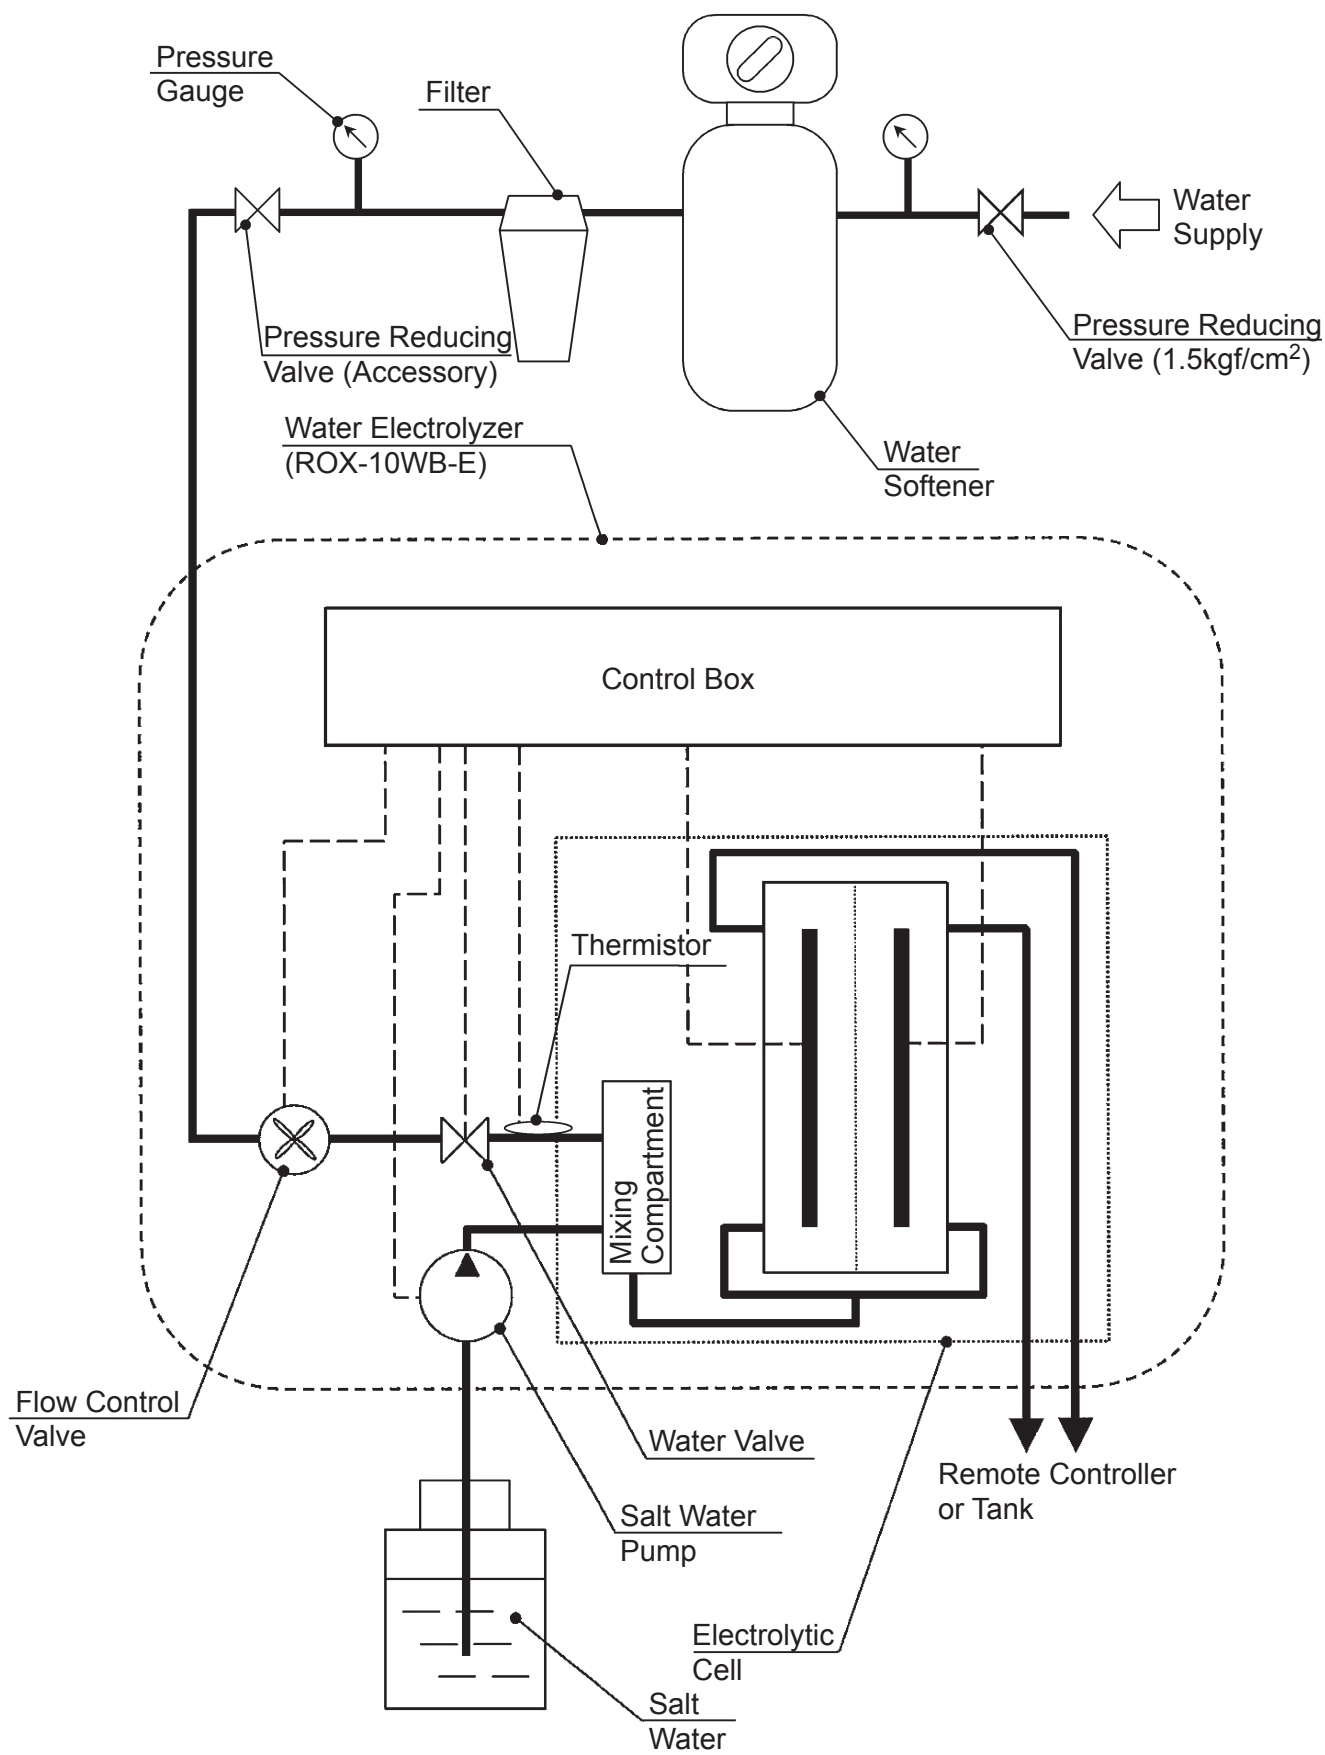 Pressure
Gauge
Filter
Water
Supply
Pressure Reducing
Valve (Accessory)
Pressure Reducing
Valve (1.5kgf/cm²)
Water Electrolyzer
(ROX-10WB-E)
Water
Softener
Control Box
Thermistor
Mixing
Compartment
Flow Control
Valve
Water Valve
Remote Controller
or Tank
Salt Water
Pump
Electrolytic
Cell
Salt
Water